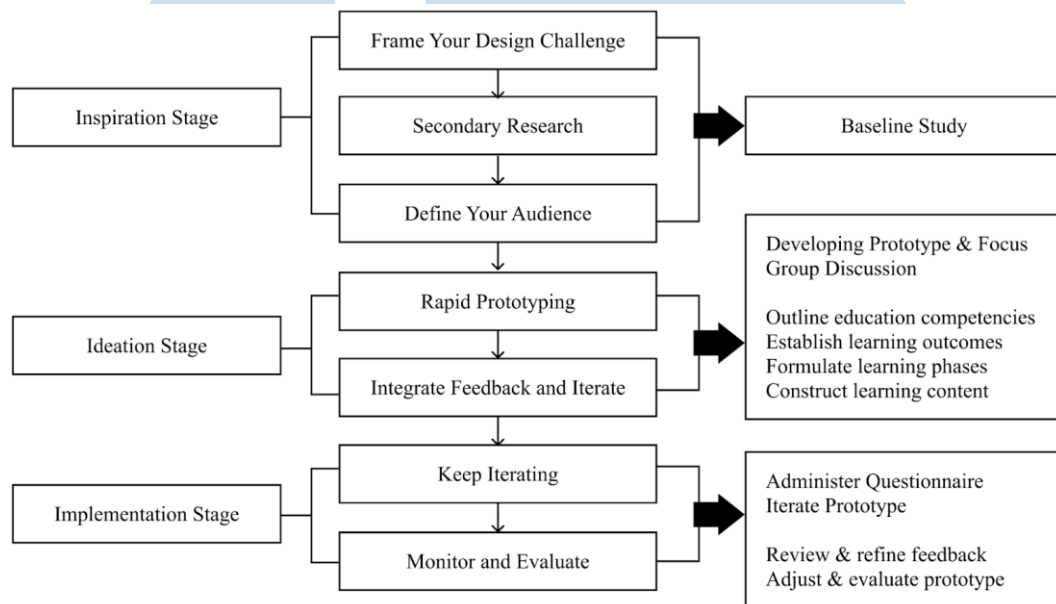 Frame Your Design Challenge
Inspiration Stage
Secondary Research
Baseline Study
Define Your Audience
Rapid Prototyping
Ideation Stage
Integrate Feedback and Iterate
Developing Prototype & Focus
Group Discussion
Outline education competencies
Establish learning outcomes
Formulate learning phases
Construct learning content
Keep Iterating
Implementation Stage
Monitor and Evaluate
Administer Questionnaire
Iterate Prototype
Review & refine feedback
Adjust & evaluate prototype